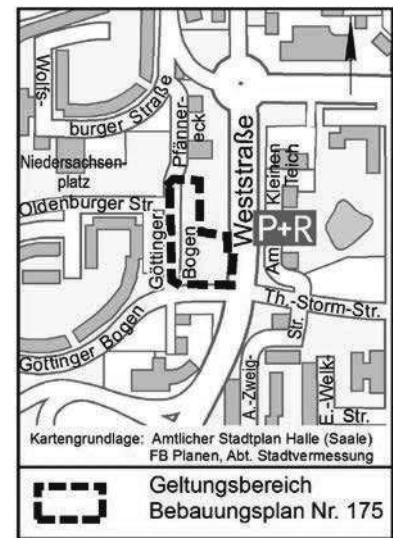 Wolfs-
burger Straße
Pfänner-
eck
Niedersachsen-
platz
Weststraße
Am Kleinen
Teich
P+R
Oldenburger Str.
Göttinger
Bogen
Th.-Storm-Str.
Göttinger Bogen
A.-Zweig-
Str.
E.-Welk-
Str.
Kartengrundlage: Amtlicher Stadtplan Halle (Saale)
FB Planen, Abt. Stadtvermessung
Geltungsbereich
Bebauungsplan Nr. 175